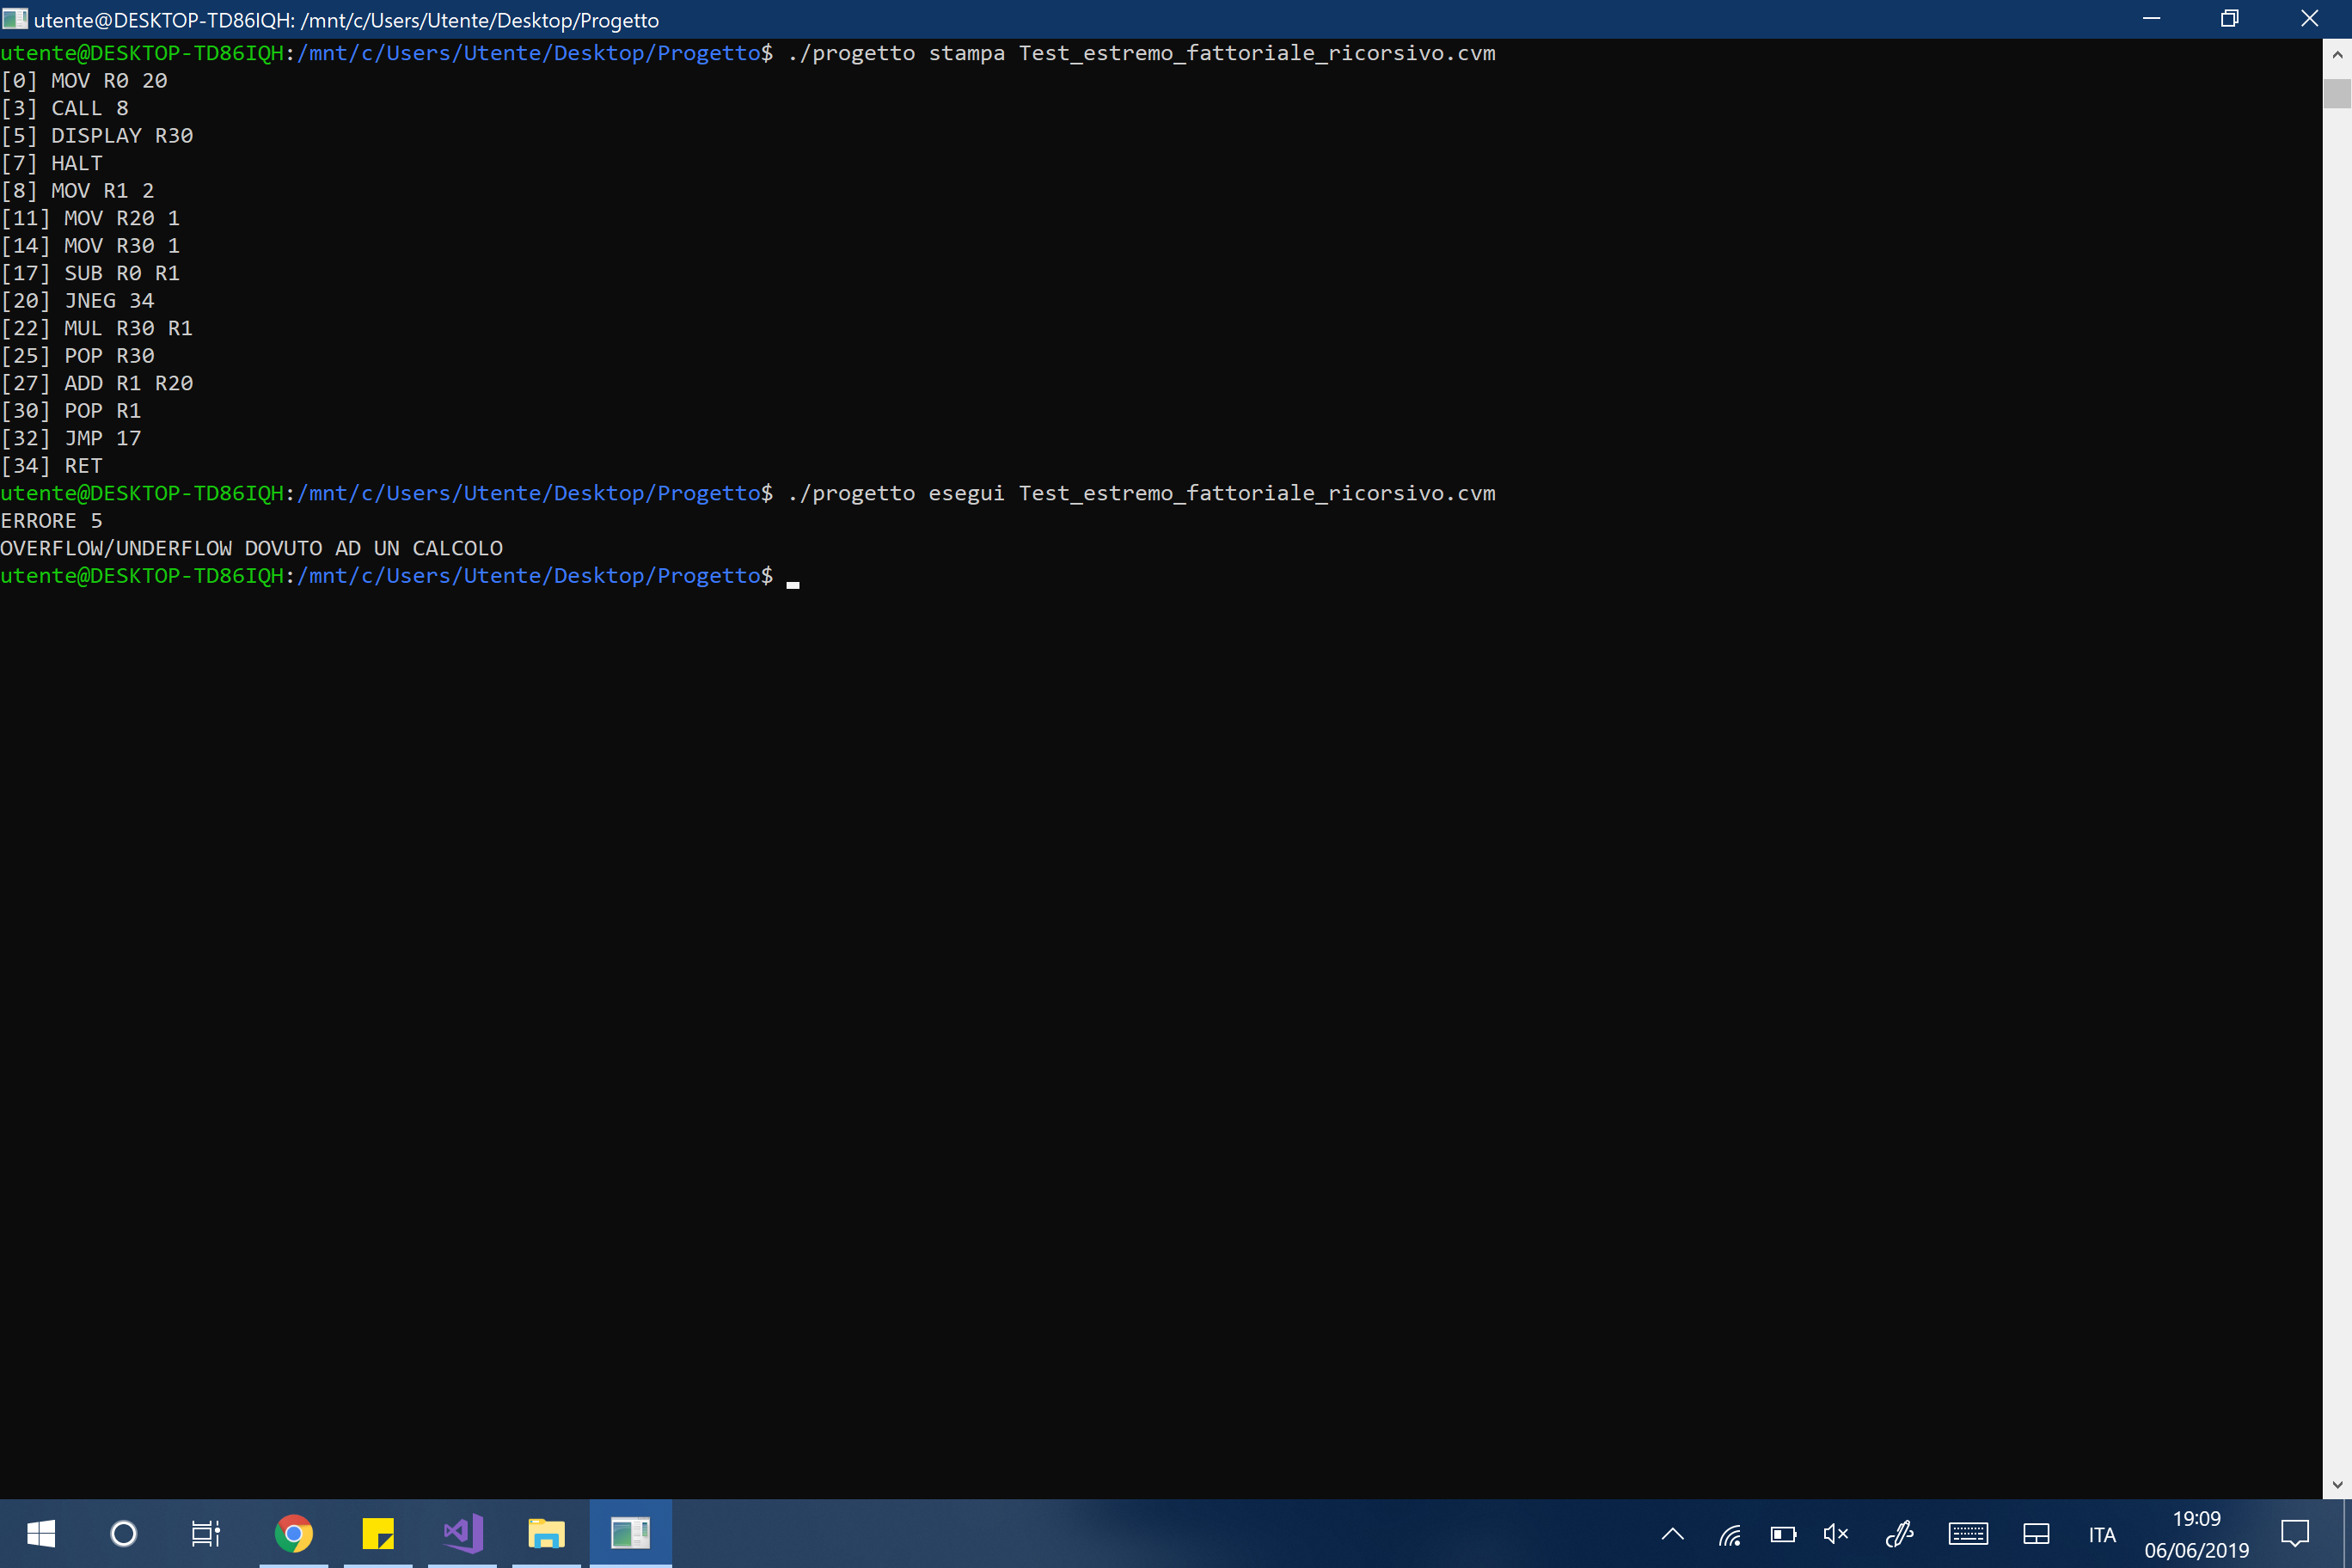 utente@DESKTOP-TD86IQH: /mnt/c/Users/Utente/Desktop/Progetto
utente@DESKTOP-TD86IQH:/mnt/c/Users/Utente/Desktop/Progetto$ ./progetto stampa Test_estremo_fattoriale_ricorsivo.cvm
[0] MOV R0 20
[3] CALL 8
[5] DISPLAY R30
[7] HALT
[8] MOV R1 2
[11] MOV R20 1
[14] MOV R30 1
[17] SUB R0 R1
[20] JNEG 34
[22] MUL R30 R1
[25] POP R30
[27] ADD R1 R20
[30] POP R1
[32] JMP 17
[34] RET
utente@DESKTOP-TD86IQH:/mnt/c/Users/Utente/Desktop/Progetto$ ./progetto esegui Test_estremo_fattoriale_ricorsivo.cvm
ERRORE 5
OVERFLOW/UNDERFLOW DOVUTO AD UN CALCOLO
utente@DESKTOP-TD86IQH:/mnt/c/Users/Utente/Desktop/Progetto$
ITA
19:09
06/06/2019